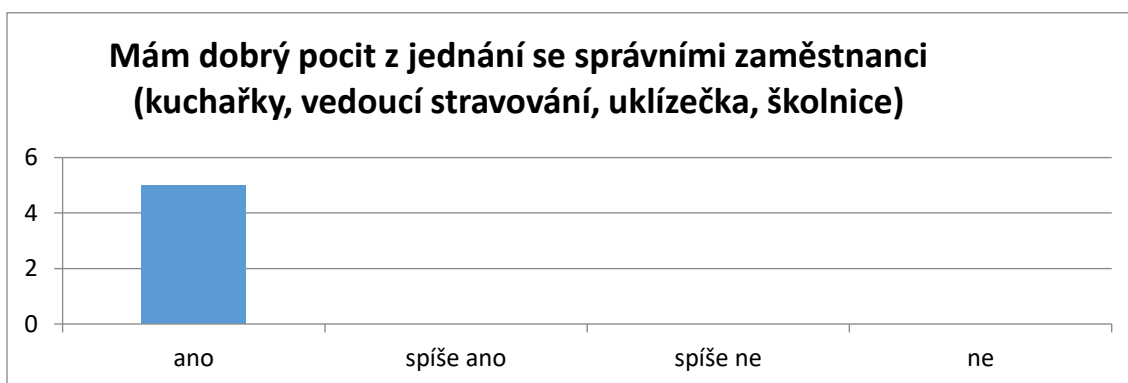 Mám dobrý pocit z jednání se správními zaměstnanci
(kuchařky, vedoucí stravování, uklízečka, školnice)
6
4
2
0
ano spíše ano spíše ne ne